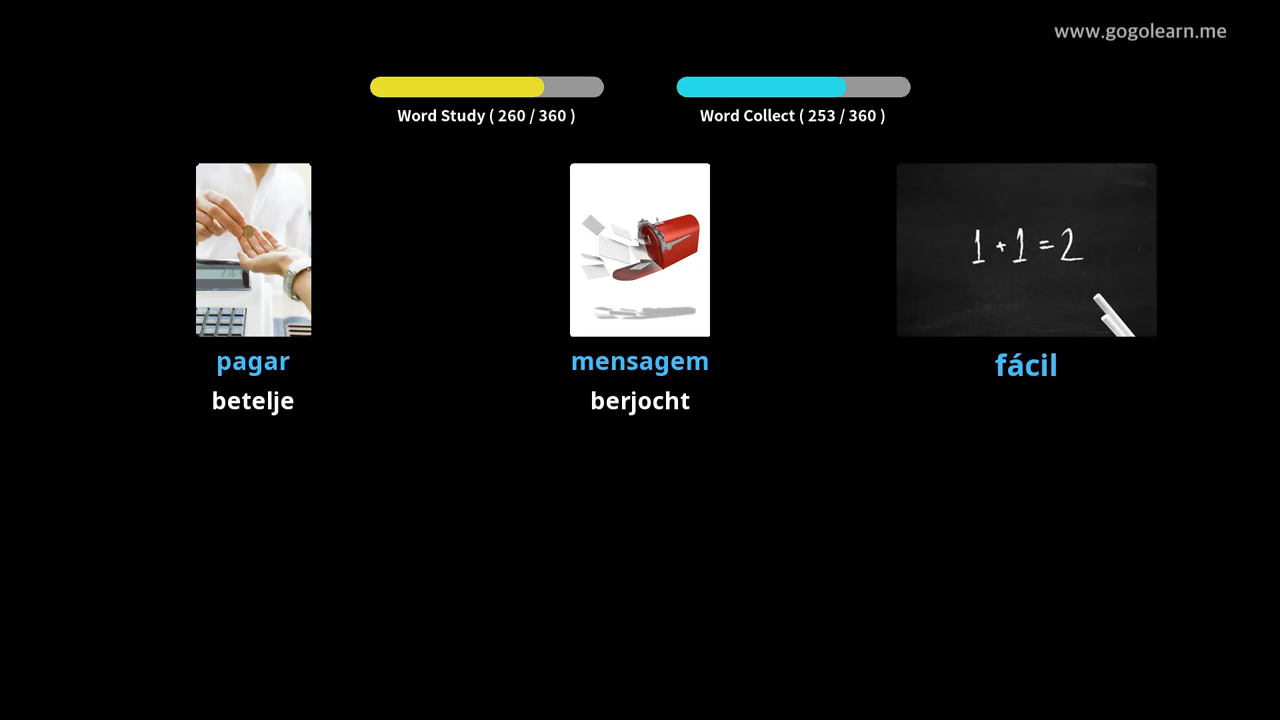 www.gogolearn.me
Word Study ( 260 / 360 )
Word Collect ( 253 / 360 )
216
1 + 1 = 2
pagar
mensagem
fácil
betelje
berjocht